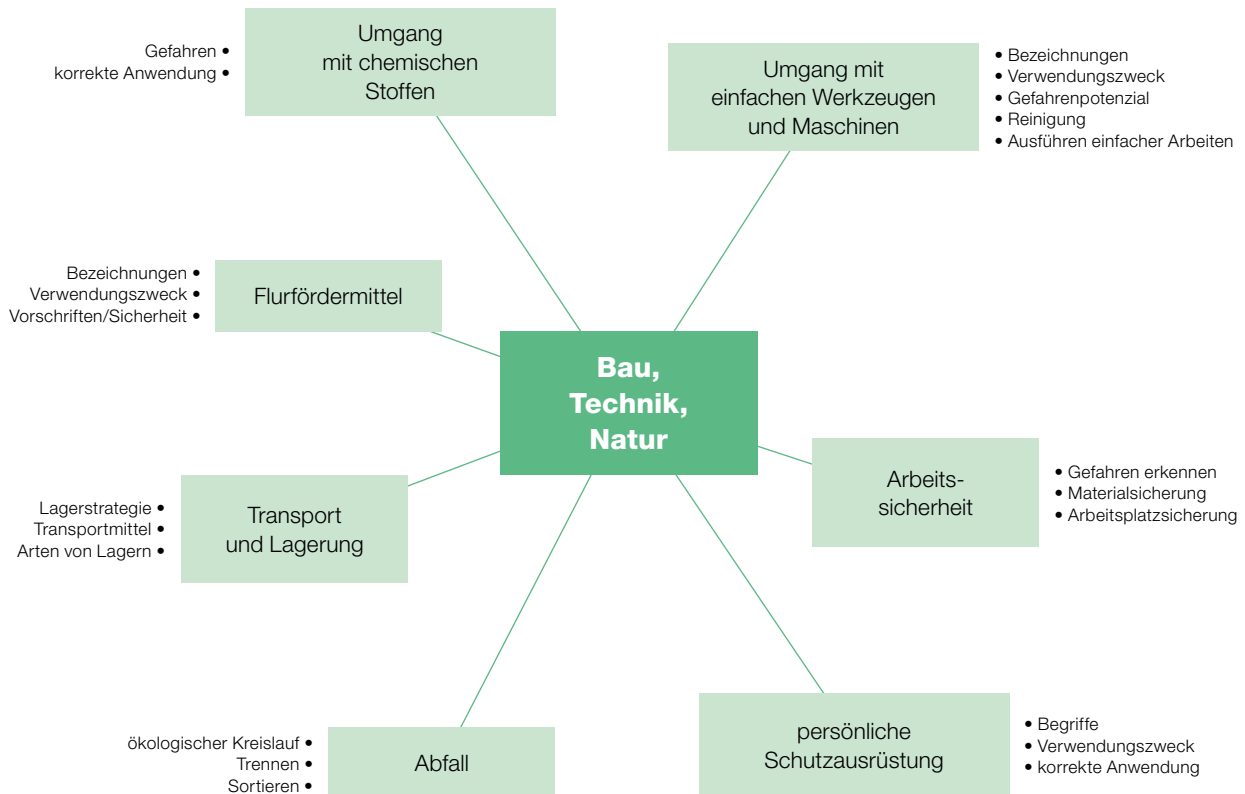 Umgang
mit chemischen
Stoffen
Gefahren •
korrekte Anwendung •
Umgang mit
einfachen Werkzeugen
und Maschinen
• Bezeichnungen
• Verwendungszweck
• Gefahrenpotenzial
• Reinigung
• Ausführen einfacher Arbeiten
Bezeichnungen •
Verwendungszweck •
Vorschriften/Sicherheit •
Flurfördermittel
Bau,
Technik,
Natur
Arbeits-
sicherheit
• Gefahren erkennen
• Materialsicherung
• Arbeitsplatzsicherung
Lagerstrategie •
Transportmittel •
Arten von Lagern •
Transport
und Lagerung
ökologischer Kreislauf •
Trennen •
Sortieren •
Abfall
persönliche
Schutzausrüstung
• Begriffe
• Verwendungszweck
• korrekte Anwendung